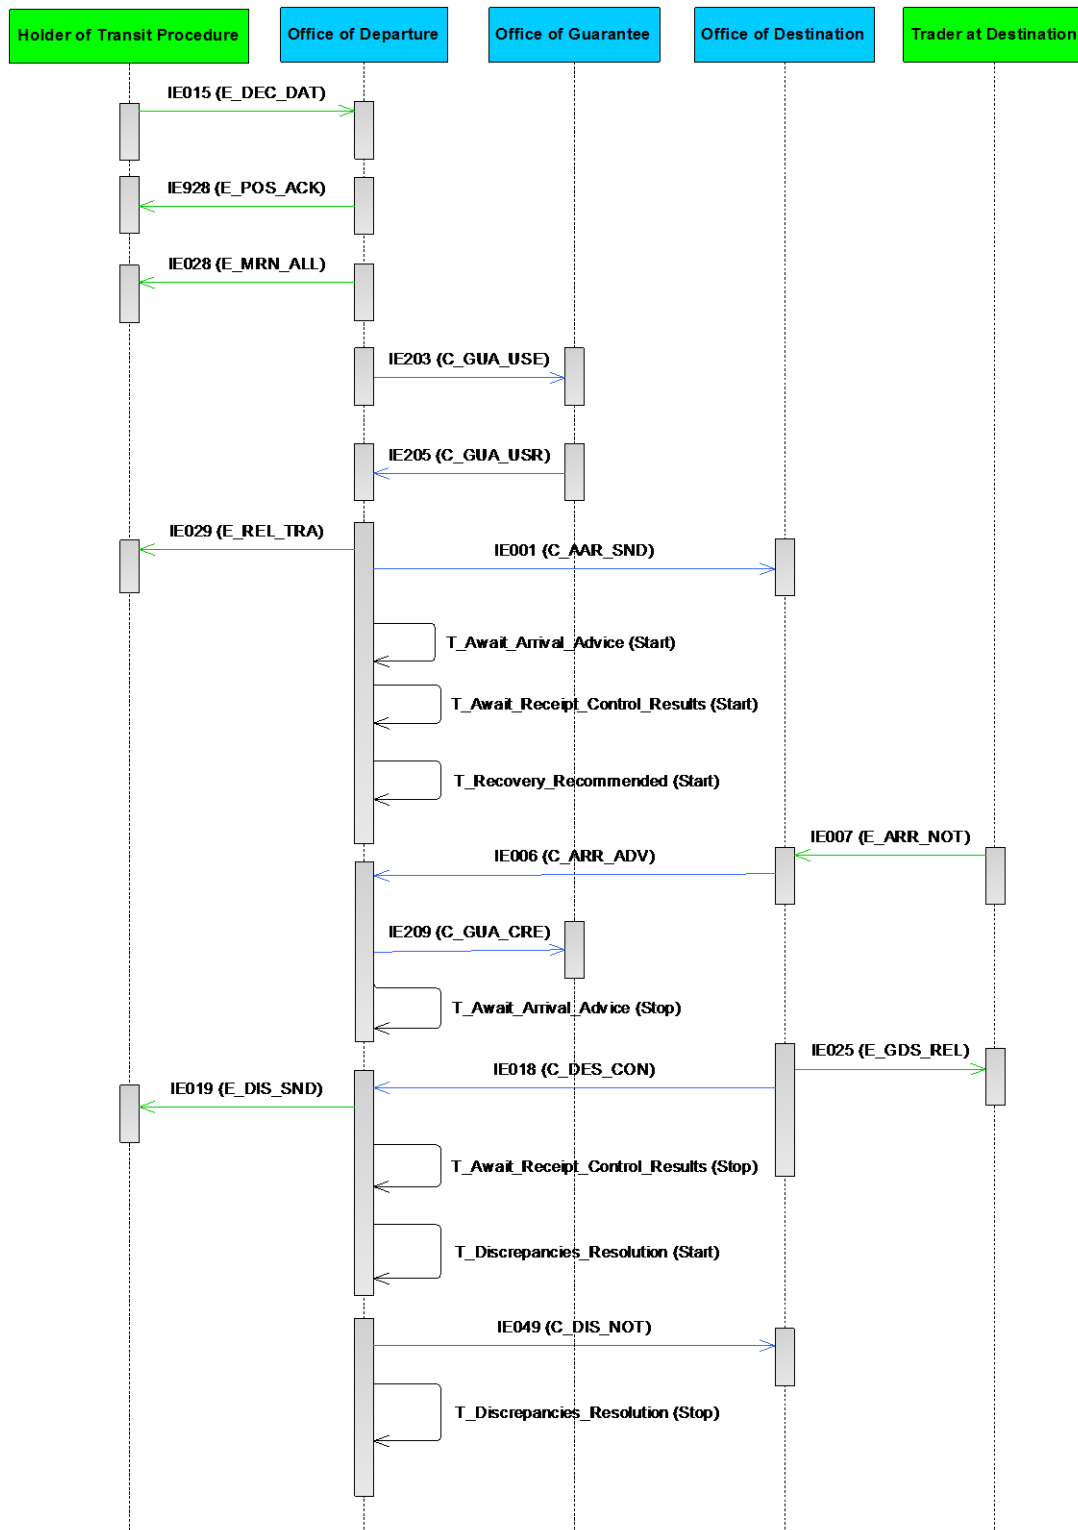 Holder of Transit Procedure
Office of Departure
Office of Guarantee
Office of Destination
Trader at Destination
IE015 (E_DEC_DAT)
IE928 (E_POS_ACK)
IE028 (E_MRN_ALL)
IE203 (C_GUA_USE)
IE205 (C_GUA_USR)
IE029 (E_REL_TRA)
IE001 (C_AAR_SND)
T_Await_Arrival_Advice (Start)
T_Await_Receipt_Control_Results (Start)
T_Recovery_Recommended (Start)
IE007 (E_ARR_NOT)
IE006 (C_ARR_ADV)
IE209 (C_GUA_CRE)
T_Await_Arrival_Advice (Stop)
IE025 (E_GDS_REL)
IE018 (C_DES_CON)
IE019 (E_DIS_SND)
T_Await_Receipt_Control_Results (Stop)
T_Discrepancies_Resolution (Start)
IE049 (C_DIS_NOT)
T_Discrepancies_Resolution (Stop)